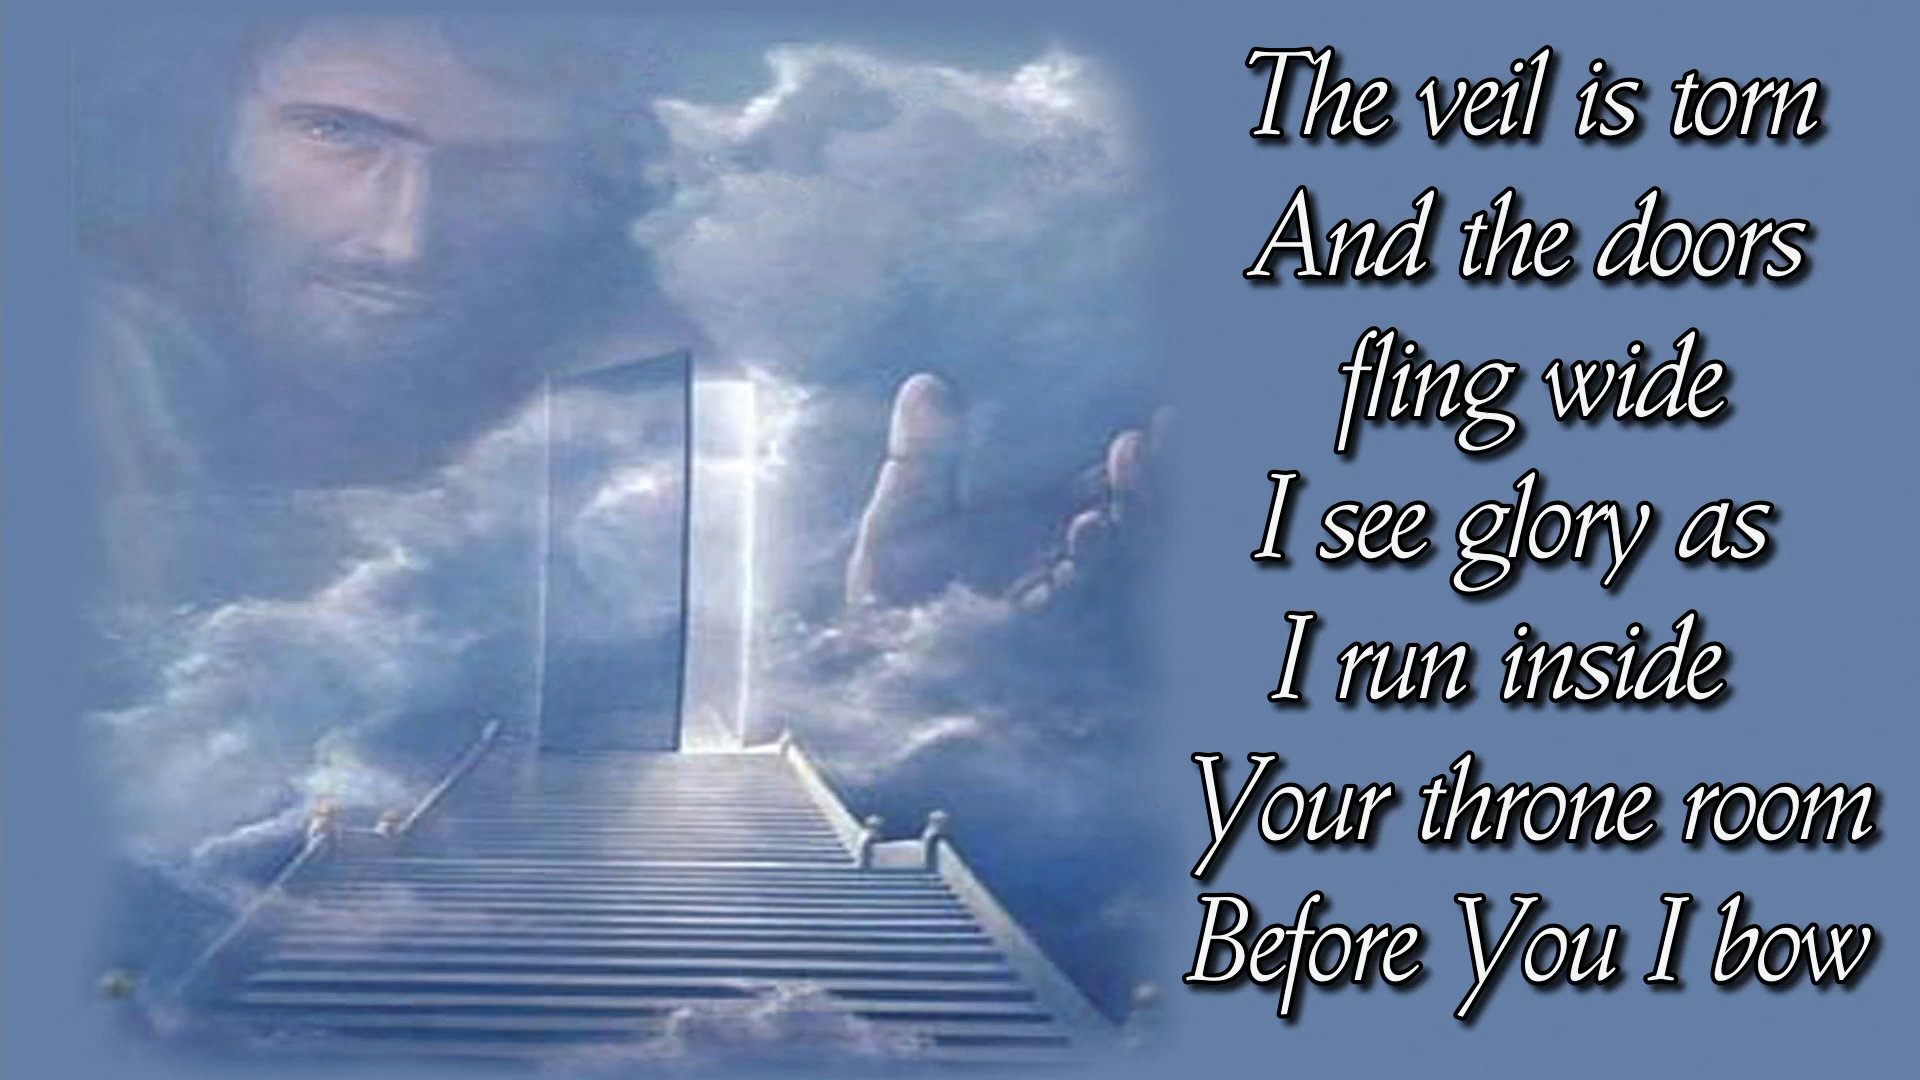 The veil is torn
And the doors
fling wide
I see glory as
I run inside
Your throne room
Before You I bow